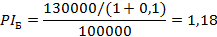 PI_Б = 130000/(1 + 0,1) / 100000 = 1,18